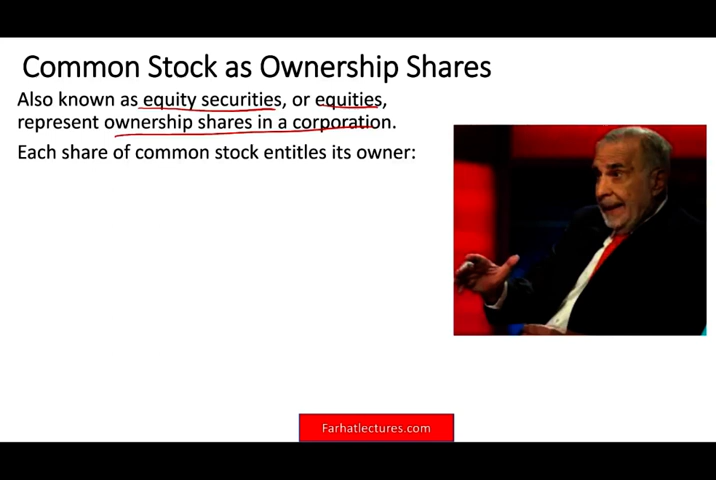 Common Stock as Ownership Shares
Also known as equity securities, or equities,
represent ownership shares in a corporation.
Each share of common stock entitles its owner:
Farhatlectures.com